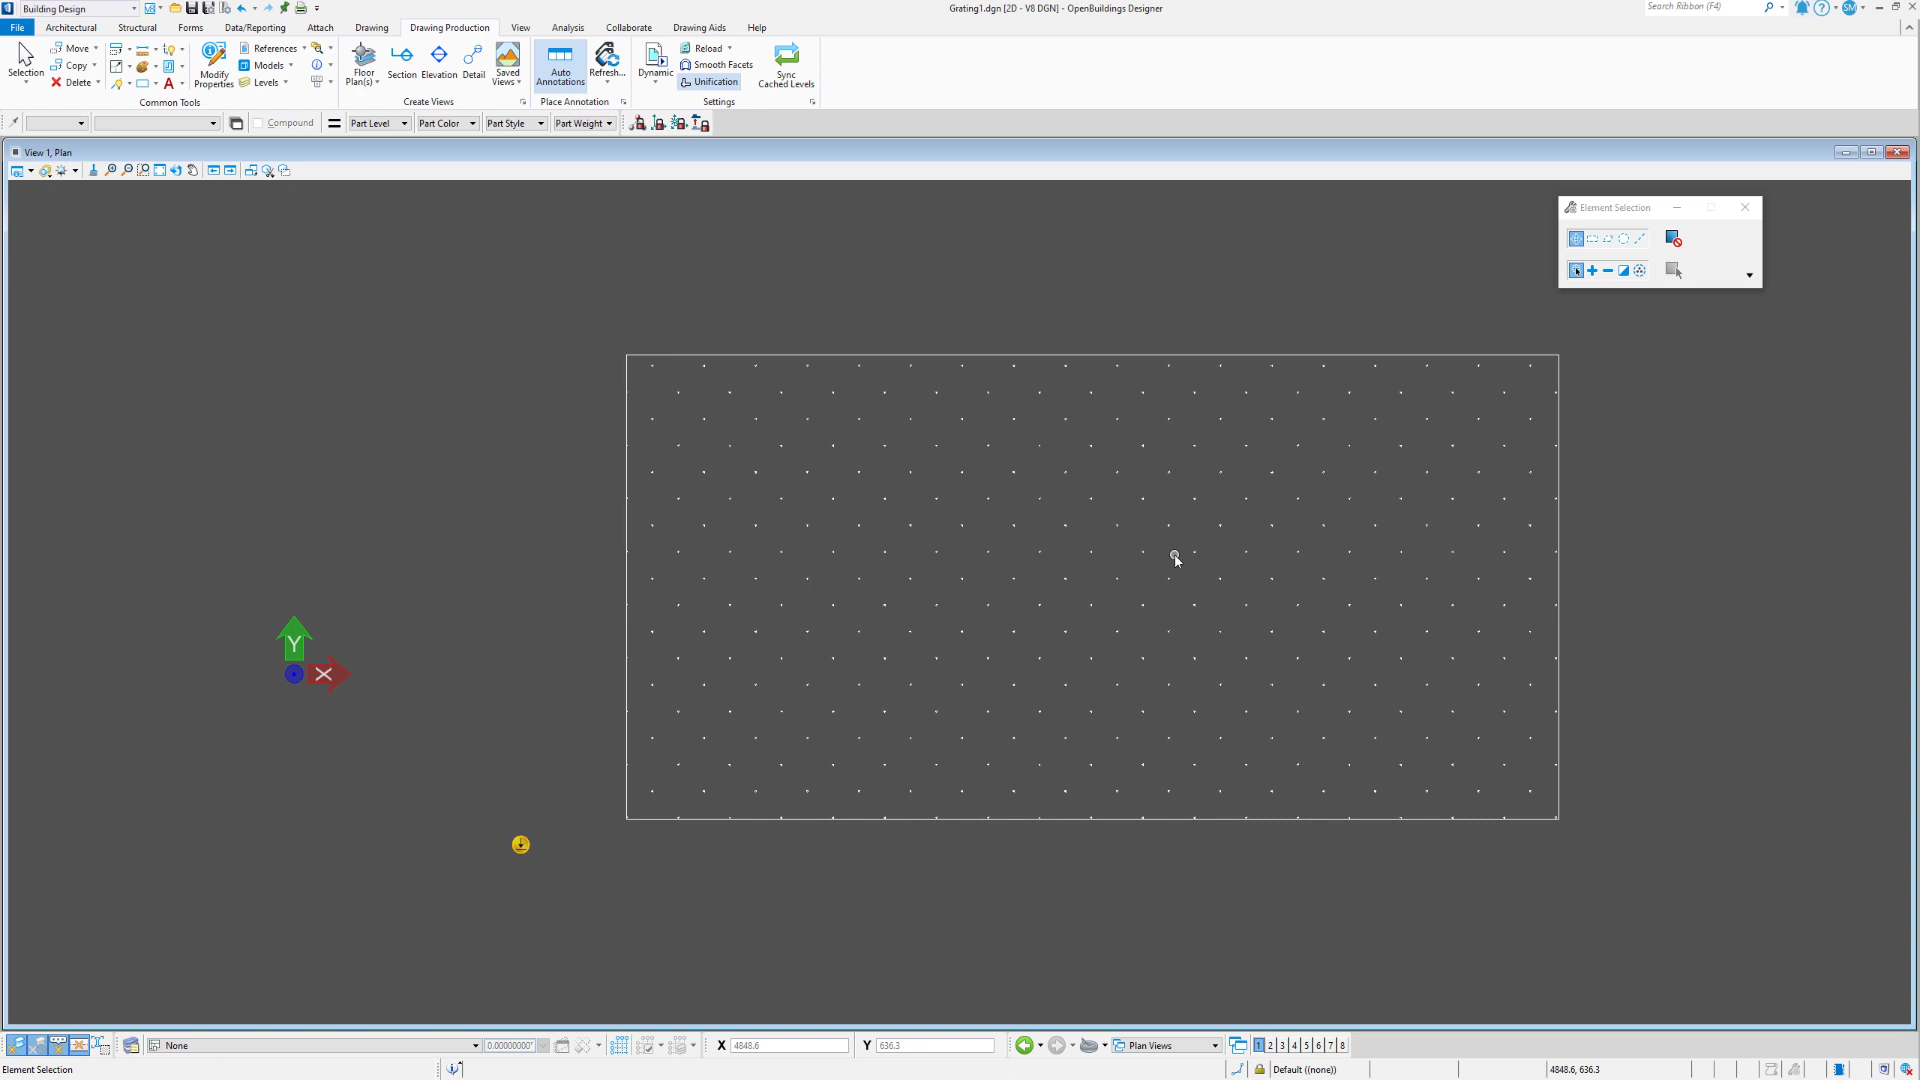 Building Design
Grating1.dgn [2D - V8 DGN] - OpenBuildings Designer
Search Ribbon (F4)
SM
File Architectural Structural Forms Data/Reporting Attach Drawing Drawing Production View Analysis Collaborate Drawing Aids Help
Selection
Move
Copy
Delete
A
Modify Properties
References
Models
Levels
Common Tools
Floor Plan(s)
Section
Elevation
Detail
Saved Views
Create Views
Auto Annotations
Refresh...
Place Annotation
Dynamic
Reload
Smooth Facets
Unification
Sync Cached Levels
Settings
Compound
Part Level
Part Color
Part Style
Part Weight
View 1, Plan
Element Selection
Y
X
None
0.00000000°
X 4848.6
Y 636.3
Plan Views
1 2 3 4 5 6 7 8
Element Selection
Default ((none))
4848.6, 636.3